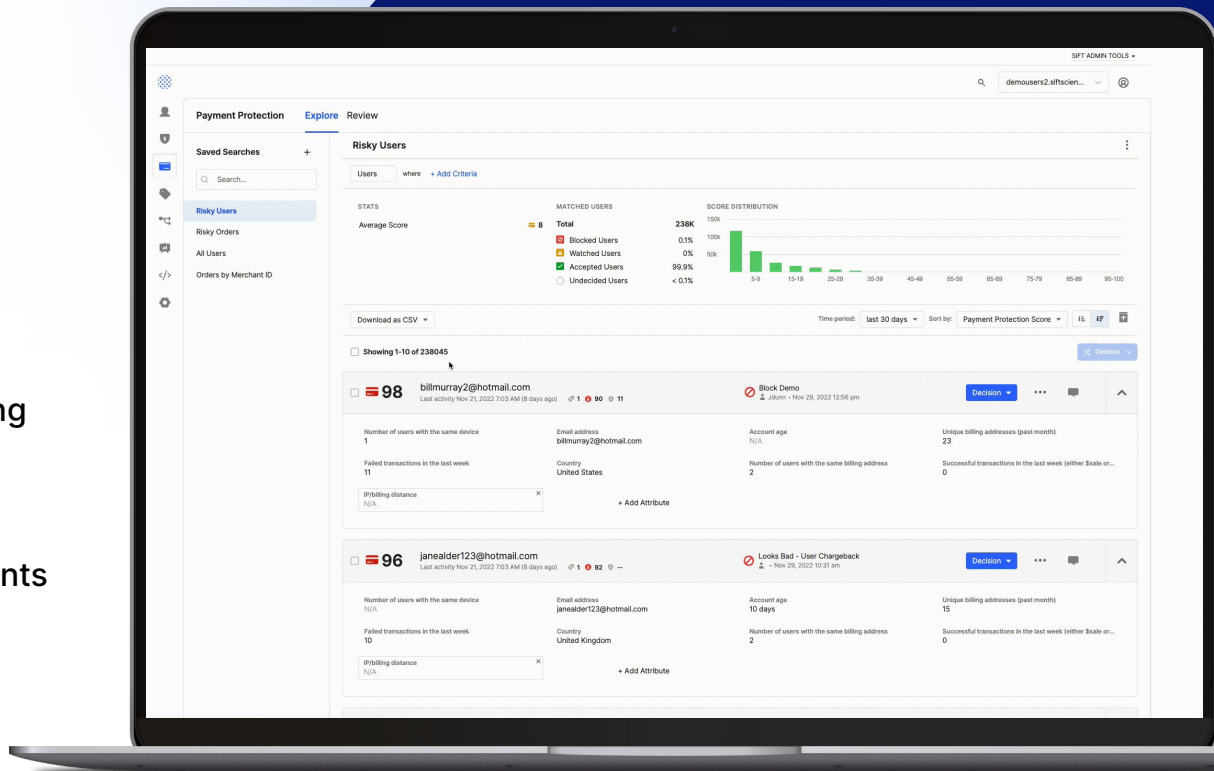 SIFT ADMIN TOOLS
demousers2.siftscien...
Payment Protection Explore Review
Saved Searches +
Search...
Risky Users
Risky Orders
All Users
Orders by Merchant ID
Risky Users
Users where + Add Criteria
STATS
Average Score 8
MATCHED USERS
Total 238K
Blocked Users 0.1%
Watched Users 0%
Accepted Users 99.9%
Undecided Users < 0.1%
SCORE DISTRIBUTION
150k
100k
50k
5-9 15-19 25-29 35-39 45-49 55-59 65-69 75-79 85-89 95-100
Download as CSV
Time period: last 30 days Sort by: Payment Protection Score
Showing 1-10 of 238045
Decision
98 billmurray2@hotmail.com
Last activity Nov 21, 2022 7:03 AM (8 days ago) 1 90 11
Block Demo
Jdunn • Nov 29, 2022 12:56 pm
Decision
Number of users with the same device
1
Email address
billmurray2@hotmail.com
Account age
N/A
Unique billing addresses (past month)
23
Failed transactions in the last week
11
Country
United States
Number of users with the same billing address
2
Successful transactions in the last week (either $sale or...
0
IP/billing distance
N/A
+ Add Attribute
96 janealder123@hotmail.com
Last activity Nov 21, 2022 7:03 AM (8 days ago) 1 92 --
Looks Bad - User Chargeback
• Nov 29, 2022 10:31 am
Decision
Number of users with the same device
N/A
Email address
janealder123@hotmail.com
Account age
10 days
Unique billing addresses (past month)
15
Failed transactions in the last week
10
Country
United Kingdom
Number of users with the same billing address
2
Successful transactions in the last week (either $sale or...
0
IP/billing distance
N/A
+ Add Attribute
ng
nts